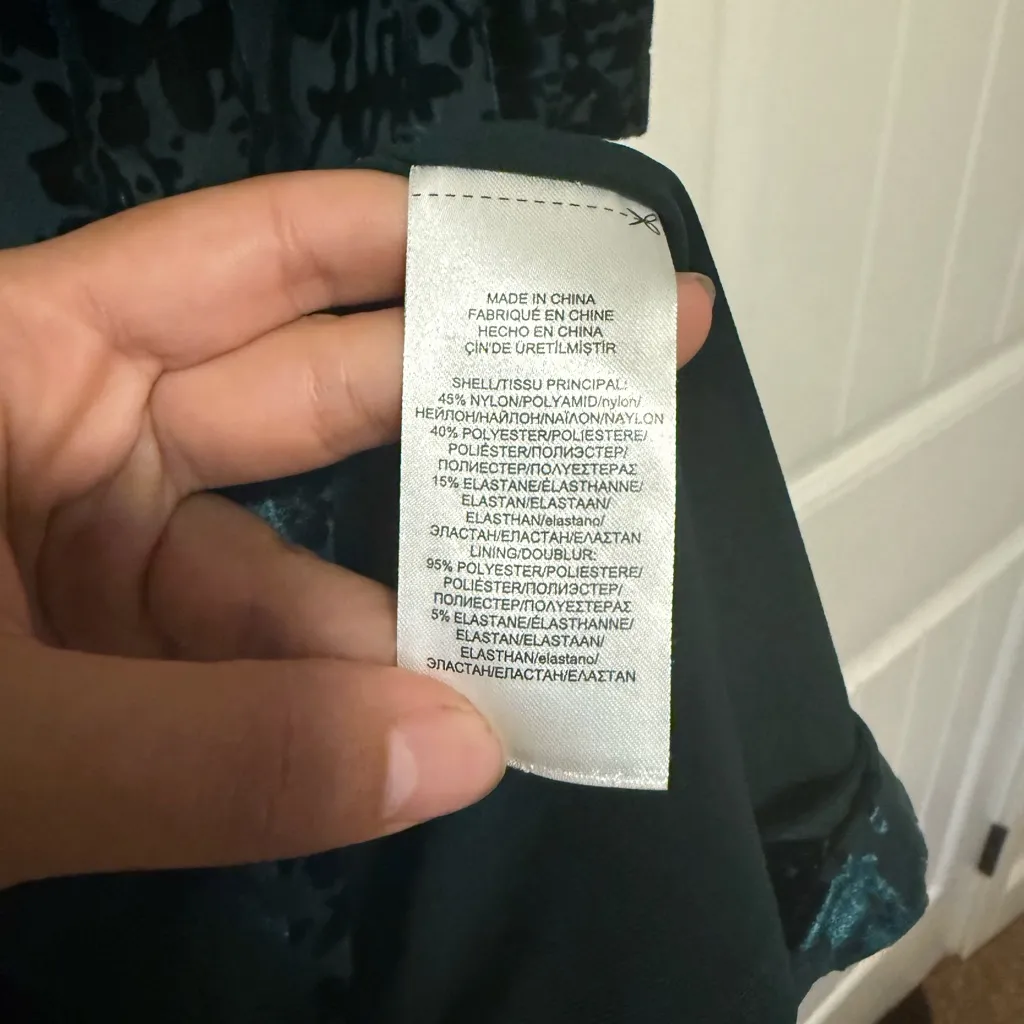 MADE IN CHINA
FABRIQUÉ EN CHINE
HECHO EN CHINA
ÇİN'DE ÜRETİLMİŞTİR
SHELL/TISSU PRINCIPAL:
45% NYLON/POLYAMID/nylon/
НЕЙЛОН/НАЙЛОН/ΝΑΪΛΟΝ/NAYLON
40% POLYESTER/POLIESTERE/
POLIÉSTER/ПОЛИЭСТЕР/
ПОЛИЕСТЕР/ΠΟΛΥΕΣΤΕΡΑΣ
15% ELASTANE/ÉLASTHANNE/
ELASTAN/ELASTAAN/
ELASTHAN/elastano/
ЭЛАСТАН/ЕЛАСТАН/ΕΛΑΣΤΑΝ
LINING/DOUBLUR:
95% POLYESTER/POLIESTERE/
POLIÉSTER/ПОЛИЭСТЕР/
ПОЛИЕСТЕР/ΠΟΛΥΕΣΤΕΡΑΣ
5% ELASTANE/ÉLASTHANNE/
ELASTAN/ELASTAAN/
ELASTHAN/elastano/
ЭЛАСТАН/ЕЛАСТАН/ΕΛΑΣΤΑΝ